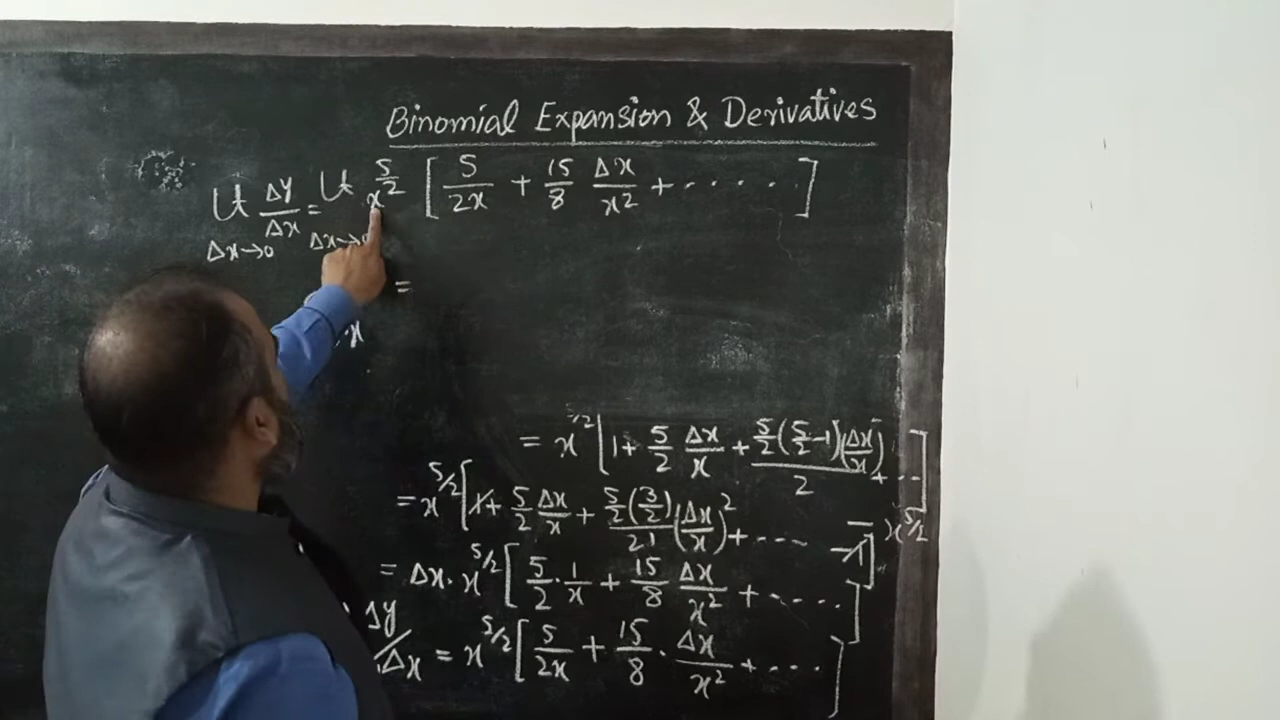 Binomial Expansion & Derivatives
Lt Δx→0 Δy/Δx = Lt Δx→0 x^5/2 [5/2x + 15/8 Δx/x² + .....]
=
.x
= x^5/2 [1 + 5/2 Δx/x + 5/2(5/2-1)(Δx/x)/2 + ..]
= x^5/2 [1 + 5/2 Δx/x + 5/2(3/2)/2! (Δx/x)² + .... -1] x^5/2
= Δx. x^5/2 [5/2 . 1/x + 15/8 Δx/x² + .....]
Δy/Δx = x^5/2 [5/2x + 15/8 . Δx/x² + ....]